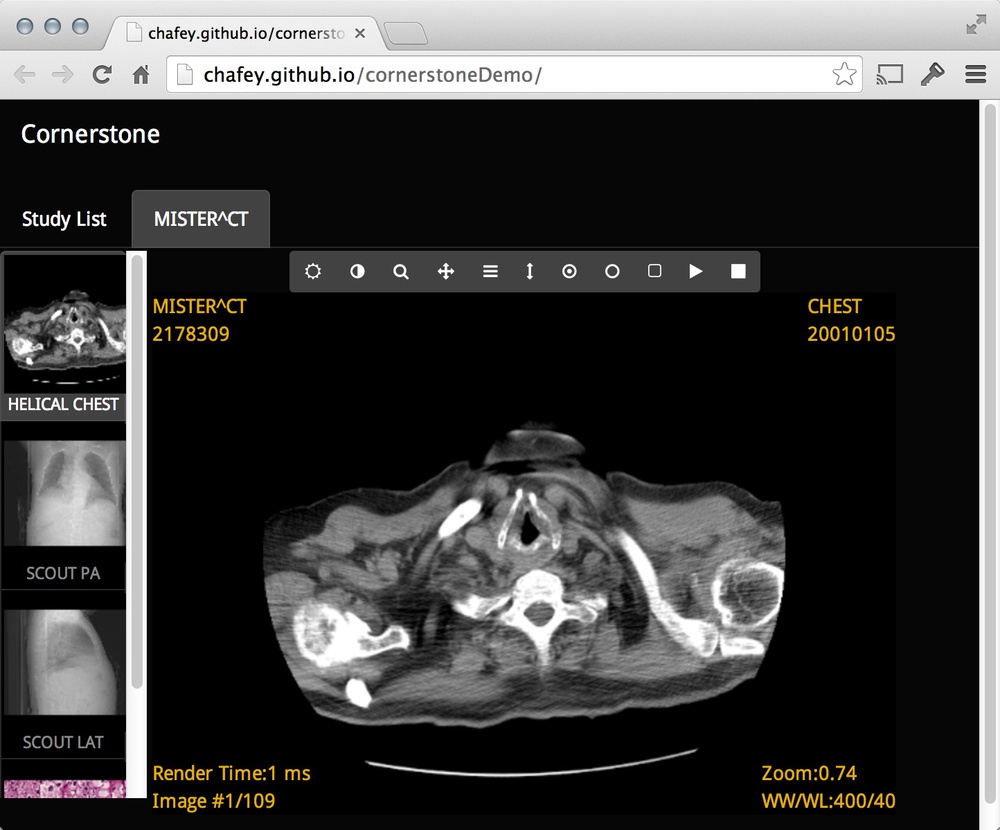 chafey.github.io/cornersto
chafey.github.io/cornerstoneDemo/
Cornerstone
Study List
MISTER^CT
HELICAL CHEST
SCOUT PA
SCOUT LAT
MISTER^CT
2178309
CHEST
20010105
Render Time:1 ms
Image #1/109
Zoom:0.74
WW/WL:400/40